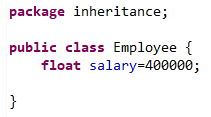 package inheritance;
public class Employee {
float salary=400000;
}